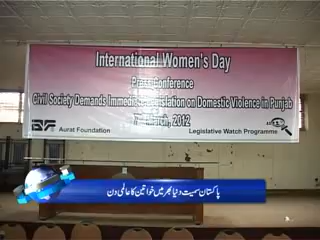 International Women's Day
Press Conference
Civil Society Demands Immediate Legislation on Domestic Violence in Punjab
March, 2012
Aurat Foundation
Legislative Watch Programme
پاکستان سمیت دنیا بھر میں خواتین کا عالمی دن